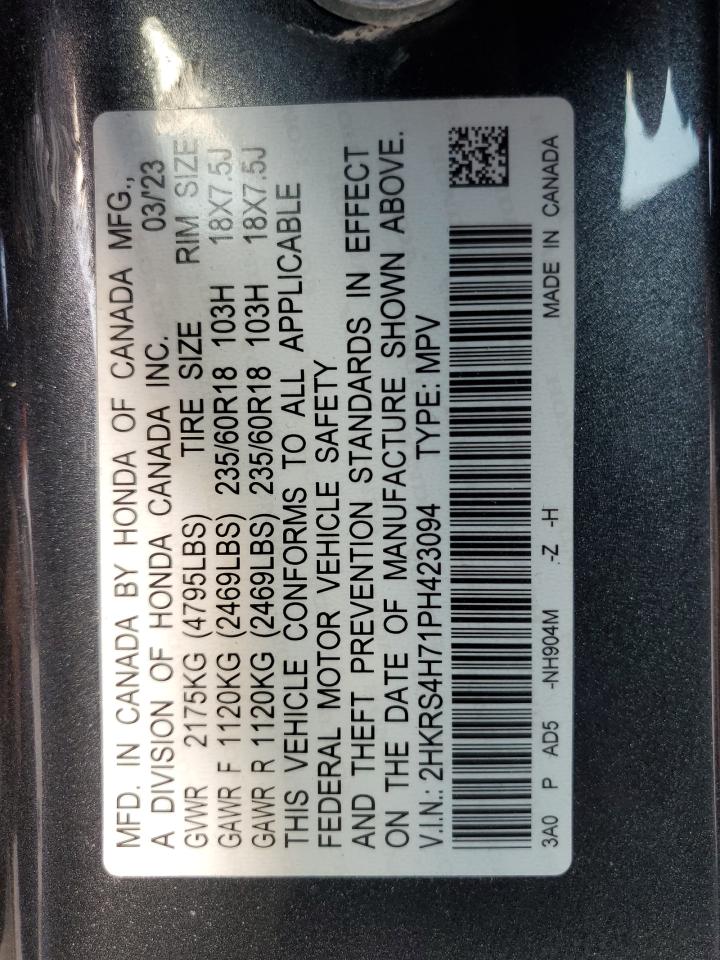 MFD. IN CANADA BY HONDA OF CANADA MFG.,
A DIVISION OF HONDA CANADA INC. 03/'23
GVWR 2175KG (4795LBS) TIRE SIZE RIM SIZE
GAWR F 1120KG (2469LBS) 235/60R18 103H 18X7.5J
GAWR R 1120KG (2469LBS) 235/60R18 103H 18X7.5J
THIS VEHICLE CONFORMS TO ALL APPLICABLE
FEDERAL MOTOR VEHICLE SAFETY
AND THEFT PREVENTION STANDARDS IN EFFECT
ON THE DATE OF MANUFACTURE SHOWN ABOVE.
V.I.N.: 2HKRS4H71PH423094 TYPE: MPV
3A0 P AD5 -NH904M -Z -H MADE IN CANADA